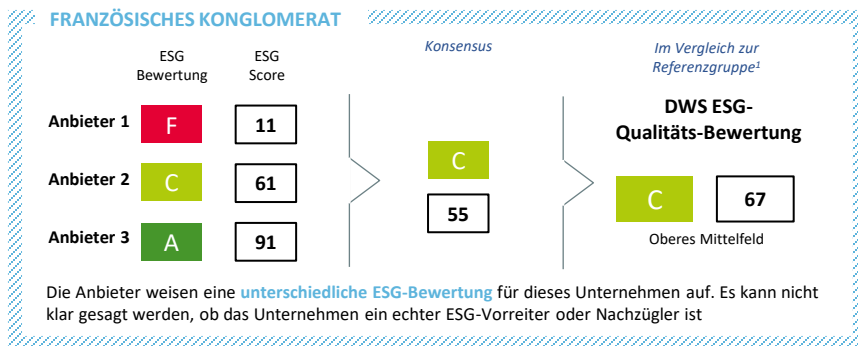 FRANZÖSISCHES KONGLOMERAT
ESG Bewertung
ESG Score
Konsensus
Im Vergleich zur
Referenzgruppe¹
DWS ESG-
Qualitäts-Bewertung
Anbieter 1 F 11
Anbieter 2 C 61
Anbieter 3 A 91
C
55
C 67
Oberes Mittelfeld
Die Anbieter weisen eine unterschiedliche ESG-Bewertung für dieses Unternehmen auf. Es kann nicht
klar gesagt werden, ob das Unternehmen ein echter ESG-Vorreiter oder Nachzügler ist